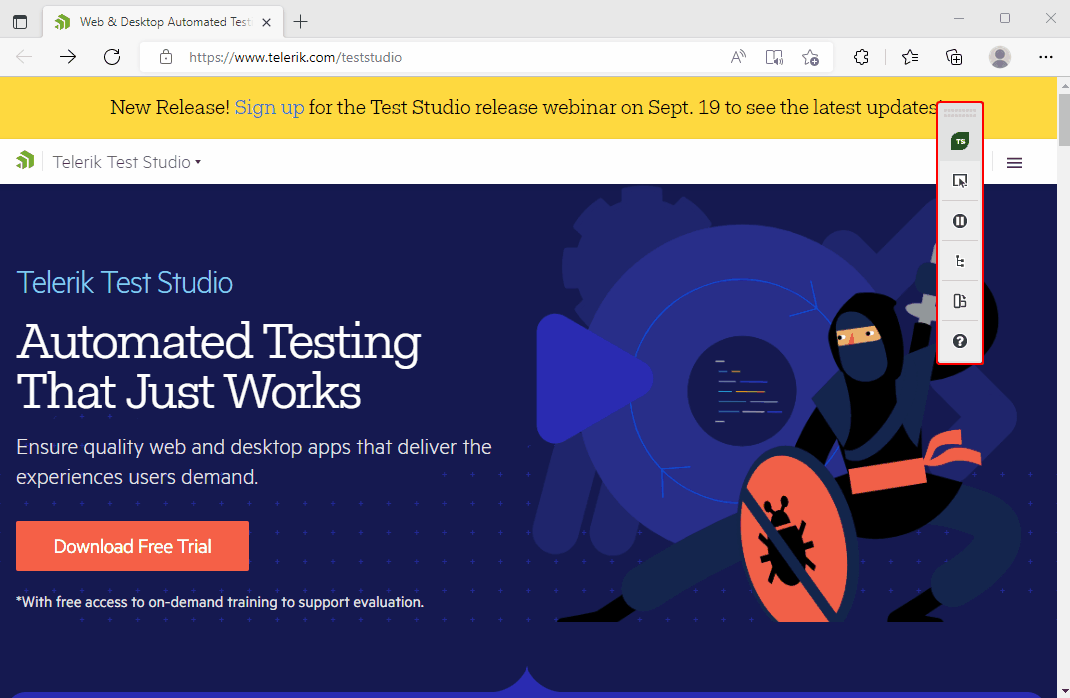 Web & Desktop Automated Test
https://www.telerik.com/teststudio
New Release! Sign up for the Test Studio release webinar on Sept. 19 to see the latest updates!
TS
Telerik Test Studio
Telerik Test Studio
Automated Testing
That Just Works
Ensure quality web and desktop apps that deliver the
experiences users demand.
Download Free Trial
*With free access to on-demand training to support evaluation.